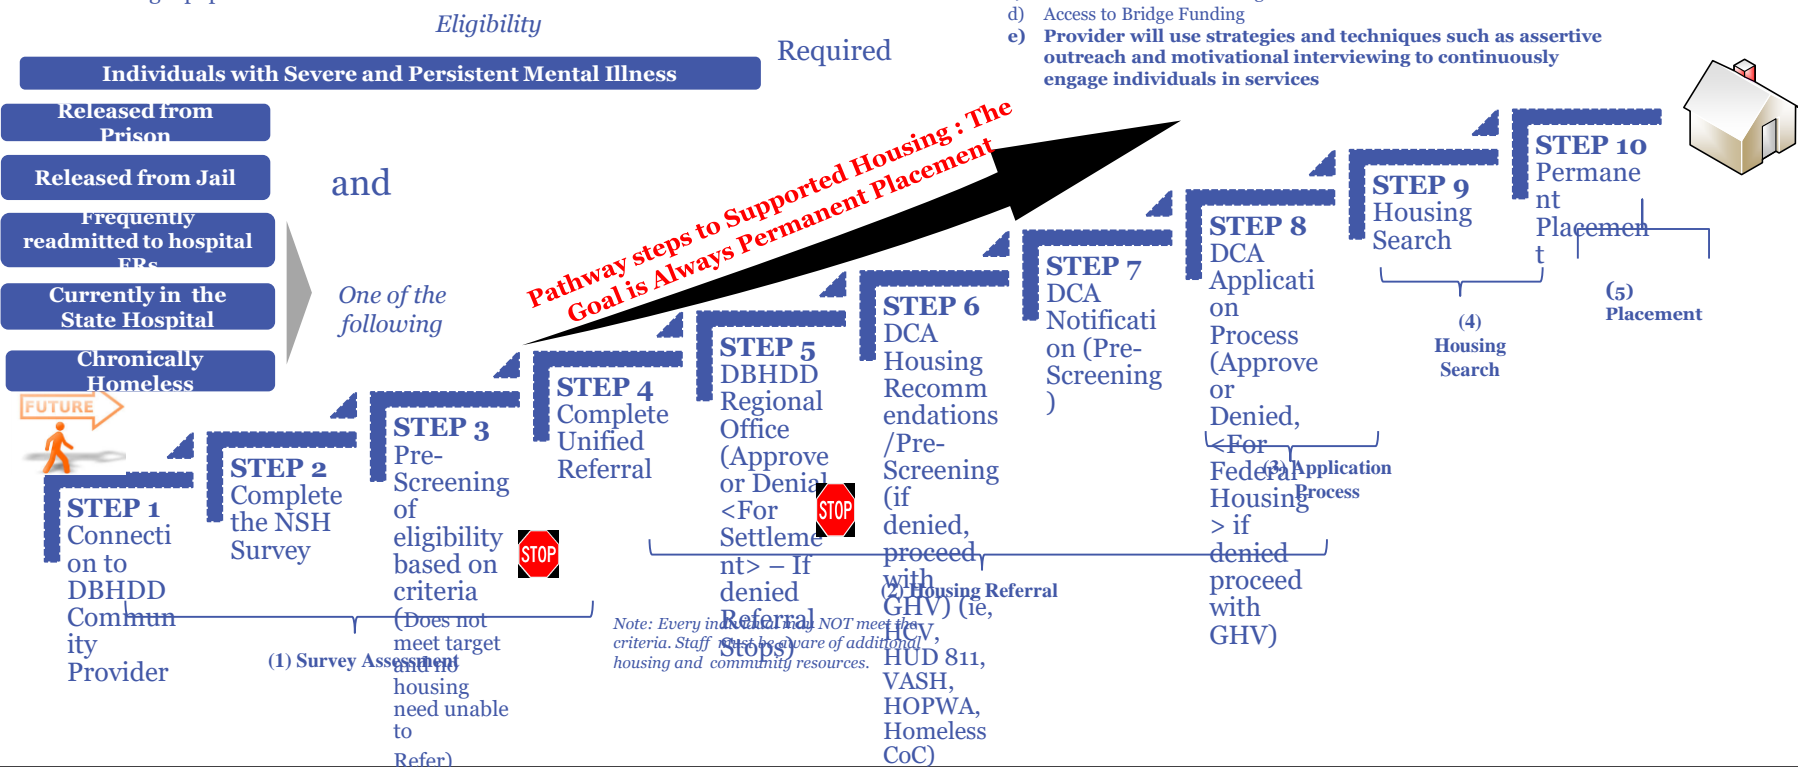 Eligibility
Required
d) Access to Bridge Funding
e) Provider will use strategies and techniques such as assertive
outreach and motivational interviewing to continuously
engage individuals in services
Individuals with Severe and Persistent Mental Illness
Released from
Prison
Released from Jail
Frequently
readmitted to hospital
ERs
Currently in the
State Hospital
Chronically
Homeless
and
One of the
following
Pathway steps to Supported Housing : The
Goal is Always Permanent Placement
FUTURE
STEP 1
Connecti
on to
DBHDD
Commun
ity
Provider
STEP 2
Complete
the NSH
Survey
STEP 3
Pre-
Screening
of
eligibility
based on
criteria
(Does not
meet target
and no
housing
need unable
to
Refer)
STOP
STEP 4
Complete
Unified
Referral
STEP 5
DBHDD
Regional
Office
(Approve
or Denial
<For
Settleme
nt> – If
denied
Referral
Stops)
STOP
STEP 6
DCA
Housing
Recomm
endations
/Pre-
Screening
(if
denied,
proceed
with
GHV) (ie,
HCV,
HUD 811,
VASH,
HOPWA,
Homeless
CoC)
STEP 7
DCA
Notificati
on (Pre-
Screening
)
STEP 8
DCA
Applicati
on
Process
(Approve
or
Denied,
<For
Federal
Housing
> if
denied
proceed
with
GHV)
STEP 9
Housing
Search
STEP 10
Permane
nt
Placemen
t
(1) Survey Assessment
(2) Housing Referral
(3) Application
Process
(4)
Housing
Search
(5)
Placement
Note: Every individual may NOT meet the
criteria. Staff must be aware of additional
housing and community resources.